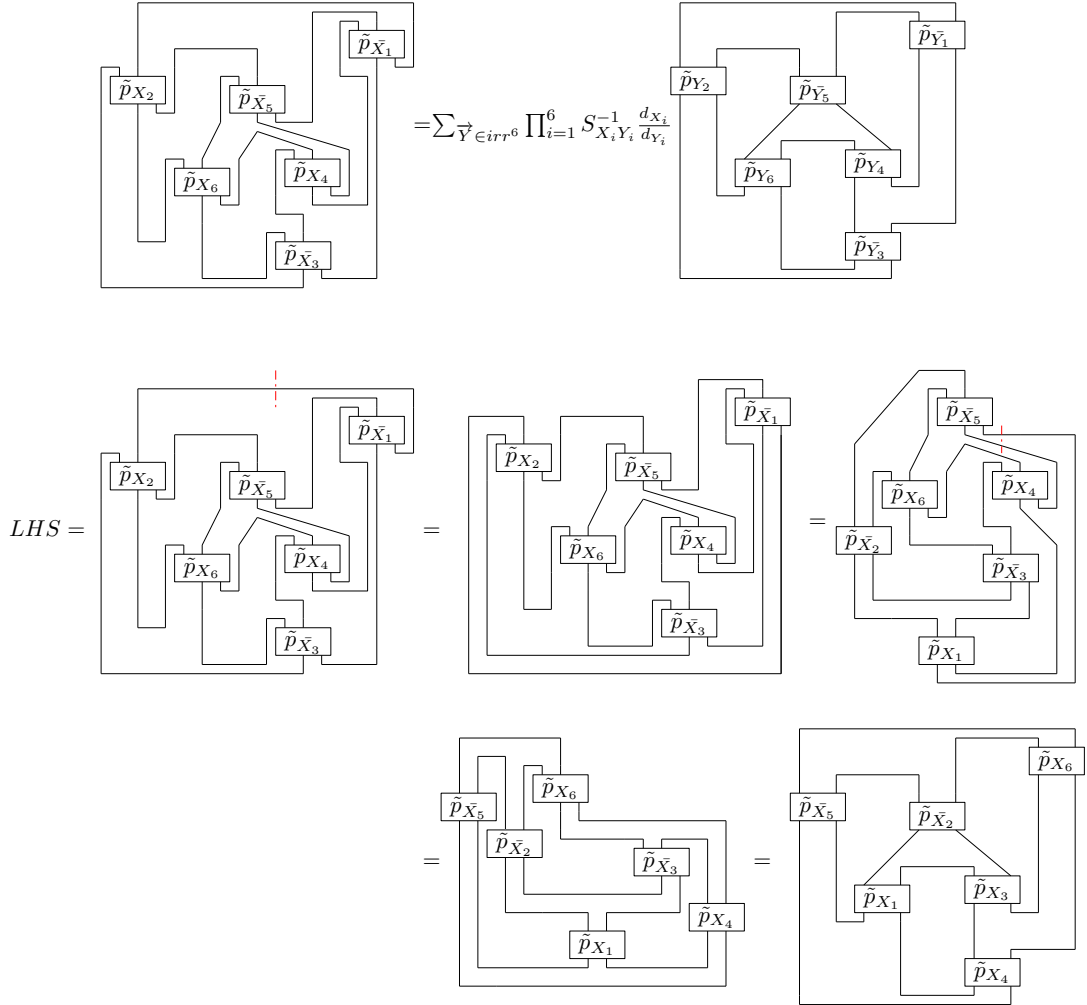 p̃_{X̄_1}
p̃_{X_2}
p̃_{X̄_5}
p̃_{X_6}
p̃_{X_4}
p̃_{X̄_3}
=∑_{\overrightarrow{Y}∈irr^6} ∏_{i=1}^{6} S^{-1}_{X_iY_i} \frac{d_{X_i}}{d_{Y_i}}
p̃_{Ȳ_1}
p̃_{Y_2}
p̃_{Ȳ_5}
p̃_{Y_6}
p̃_{Y_4}
p̃_{Ȳ_3}
LHS =
p̃_{X̄_1}
p̃_{X_2}
p̃_{X̄_5}
p̃_{X_6}
p̃_{X_4}
p̃_{X̄_3}
=
p̃_{X̄_1}
p̃_{X_2}
p̃_{X̄_5}
p̃_{X_6}
p̃_{X_4}
p̃_{X̄_3}
=
p̃_{X̄_5}
p̃_{X_6}
p̃_{X_4}
p̃_{X̄_2}
p̃_{X̄_3}
p̃_{X_1}
=
p̃_{X_6}
p̃_{X̄_5}
p̃_{X̄_2}
p̃_{X̄_3}
p̃_{X_4}
p̃_{X_1}
=
p̃_{X_6}
p̃_{X̄_5}
p̃_{X̄_2}
p̃_{X_1}
p̃_{X_3}
p̃_{X_4}